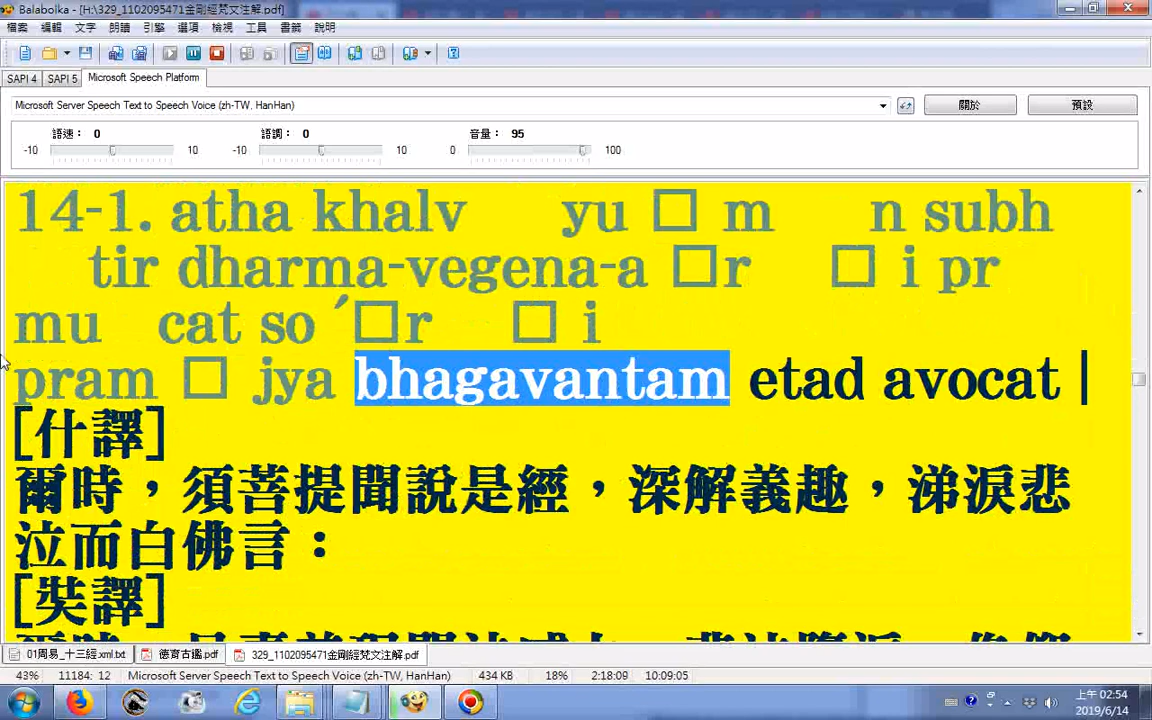 Balabolka - [H:\329_1102095471金剛經梵文注解.pdf]
檔案 編輯 文字 朗讀 引擎 選項 檢視 工具 書籤 說明
SAPI 4 SAPI 5 Microsoft Speech Platform
Microsoft Server Speech Text to Speech Voice (zh-TW, HanHan) 關於 預設
語速： 0 語調： 0 音量： 95
-10 10 -10 10 0 100
14-1. atha khalv yu □ m n subh
tir dharma-vegena-a □r □ i pr
mu cat so ´□r □ i
pram □ jya bhagavantam etad avocat |
[什譯]
爾時，須菩提聞說是經，深解義趣，涕淚悲
泣而白佛言：
[奘譯]
01周易_十三經.xml.txt 德育古鑑.pdf 329_1102095471金剛經梵文注解.pdf
43% 11184: 12 Microsoft Server Speech Text to Speech Voice (zh-TW, HanHan) 434 KB 18% 2:18:09 10:09:05
上午 02:54
2019/6/14